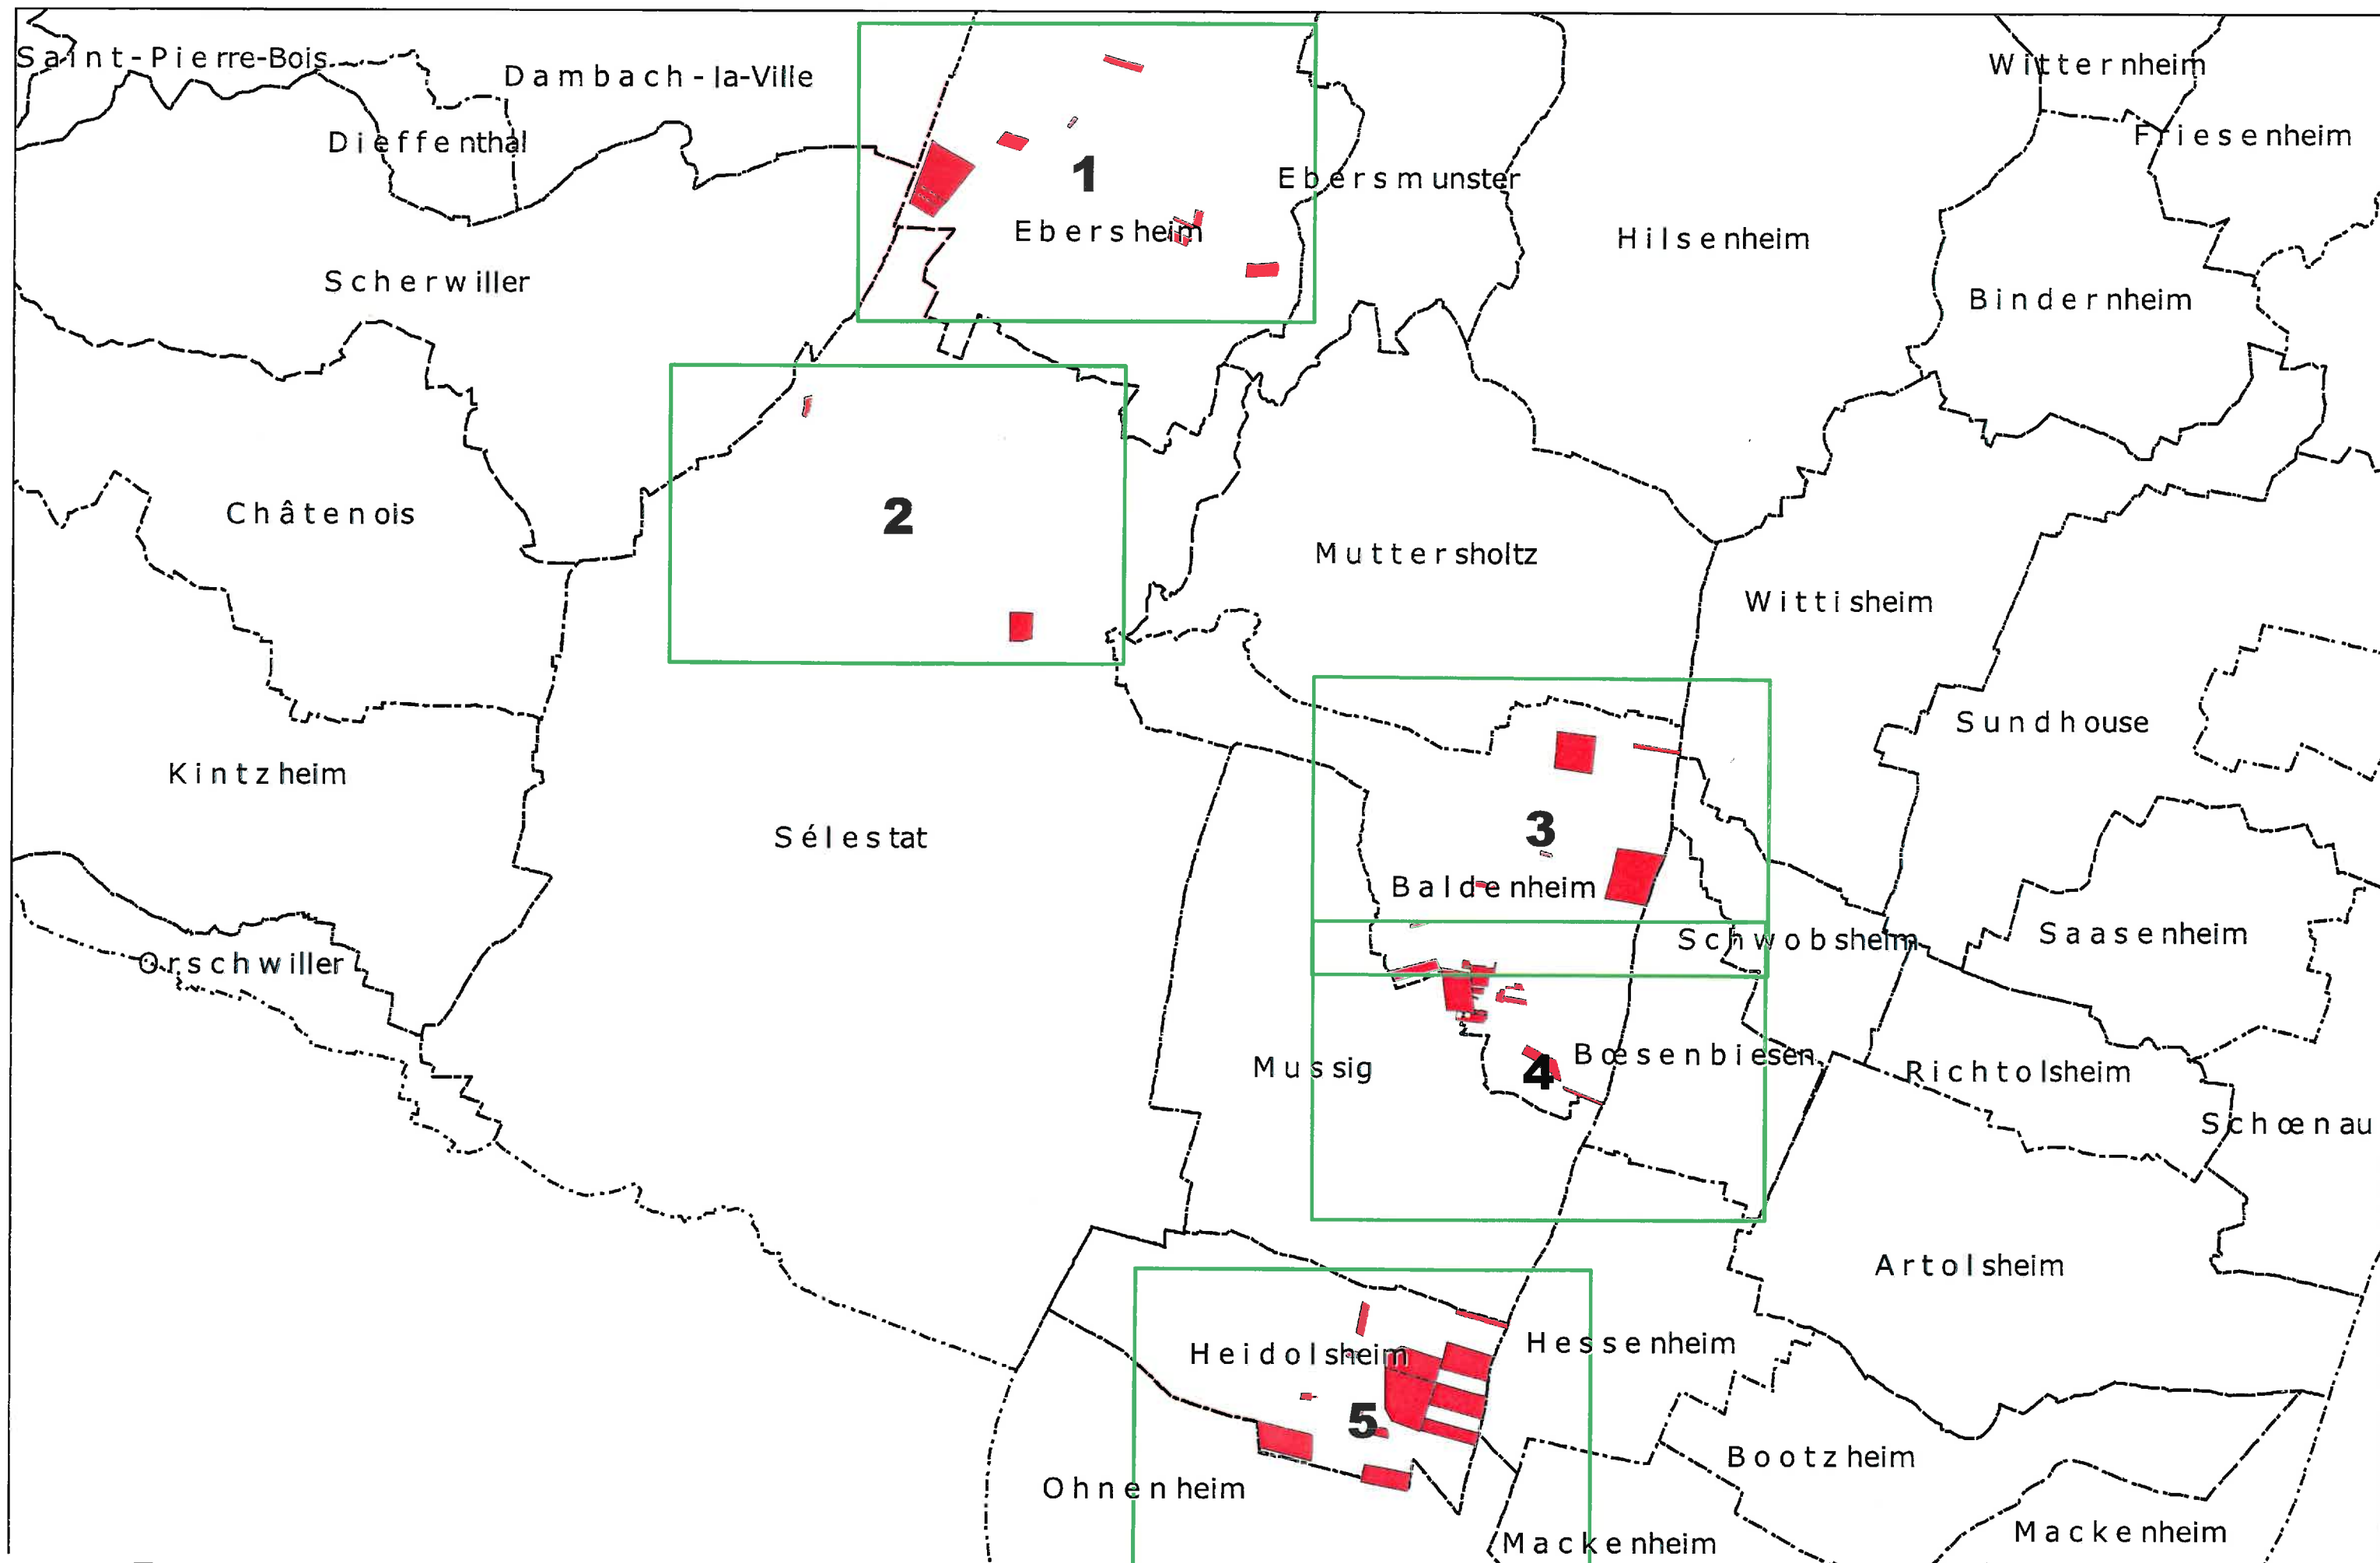 Saint-Pierre-Bois
Dambach-la-Ville
Witternheim
Dieffenthal
Friesenheim
1
Ebersmunster
Ebersheim
Hilsenheim
Scherwiller
Bindernheim
Châtenois
2
Muttersholtz
Wittisheim
Sundhouse
Kintzheim
Sélestat
3
Baldenheim
Schwobsheim
Saasenheim
Orschwiller
Mussig
4
Bœsenbiesen
Richtolsheim
Schœnau
Artolsheim
Heidolsheim
Hessenheim
5
Ohnenheim
Bootzheim
Mackenheim
Mackenheim